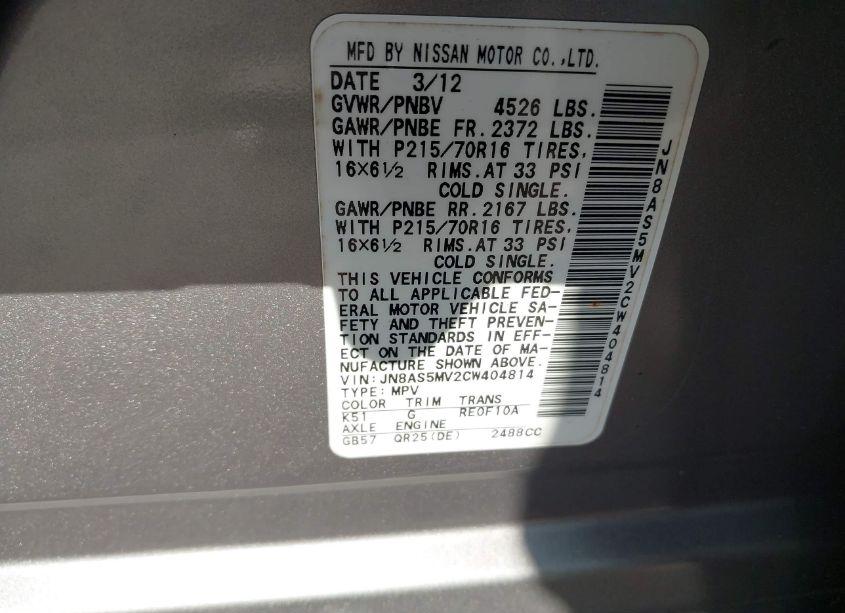 MFD BY NISSAN MOTOR CO.,LTD.
DATE 3/12
GVWR/PNBV 4526 LBS.
GAWR/PNBE FR. 2372 LBS.
WITH P215/70R16 TIRES,
16×6½ RIMS.AT 33 PSI
COLD SINGLE.
GAWR/PNBE RR. 2167 LBS.
WITH P215/70R16 TIRES,
16×6½ RIMS.AT 33 PSI
COLD SINGLE.
THIS VEHICLE CONFORMS
TO ALL APPLICABLE FED-
ERAL MOTOR VEHICLE SA-
FETY AND THEFT PREVEN-
TION STANDARDS IN EFF-
ECT ON THE DATE OF MA-
NUFACTURE SHOWN ABOVE.
VIN: JN8AS5MV2CW404814
TYPE: MPV
COLOR TRIM TRANS
K51 G RE0F10A
AXLE ENGINE
GB57 QR25(DE) 2488CC
JN8AS5MV2CW404814